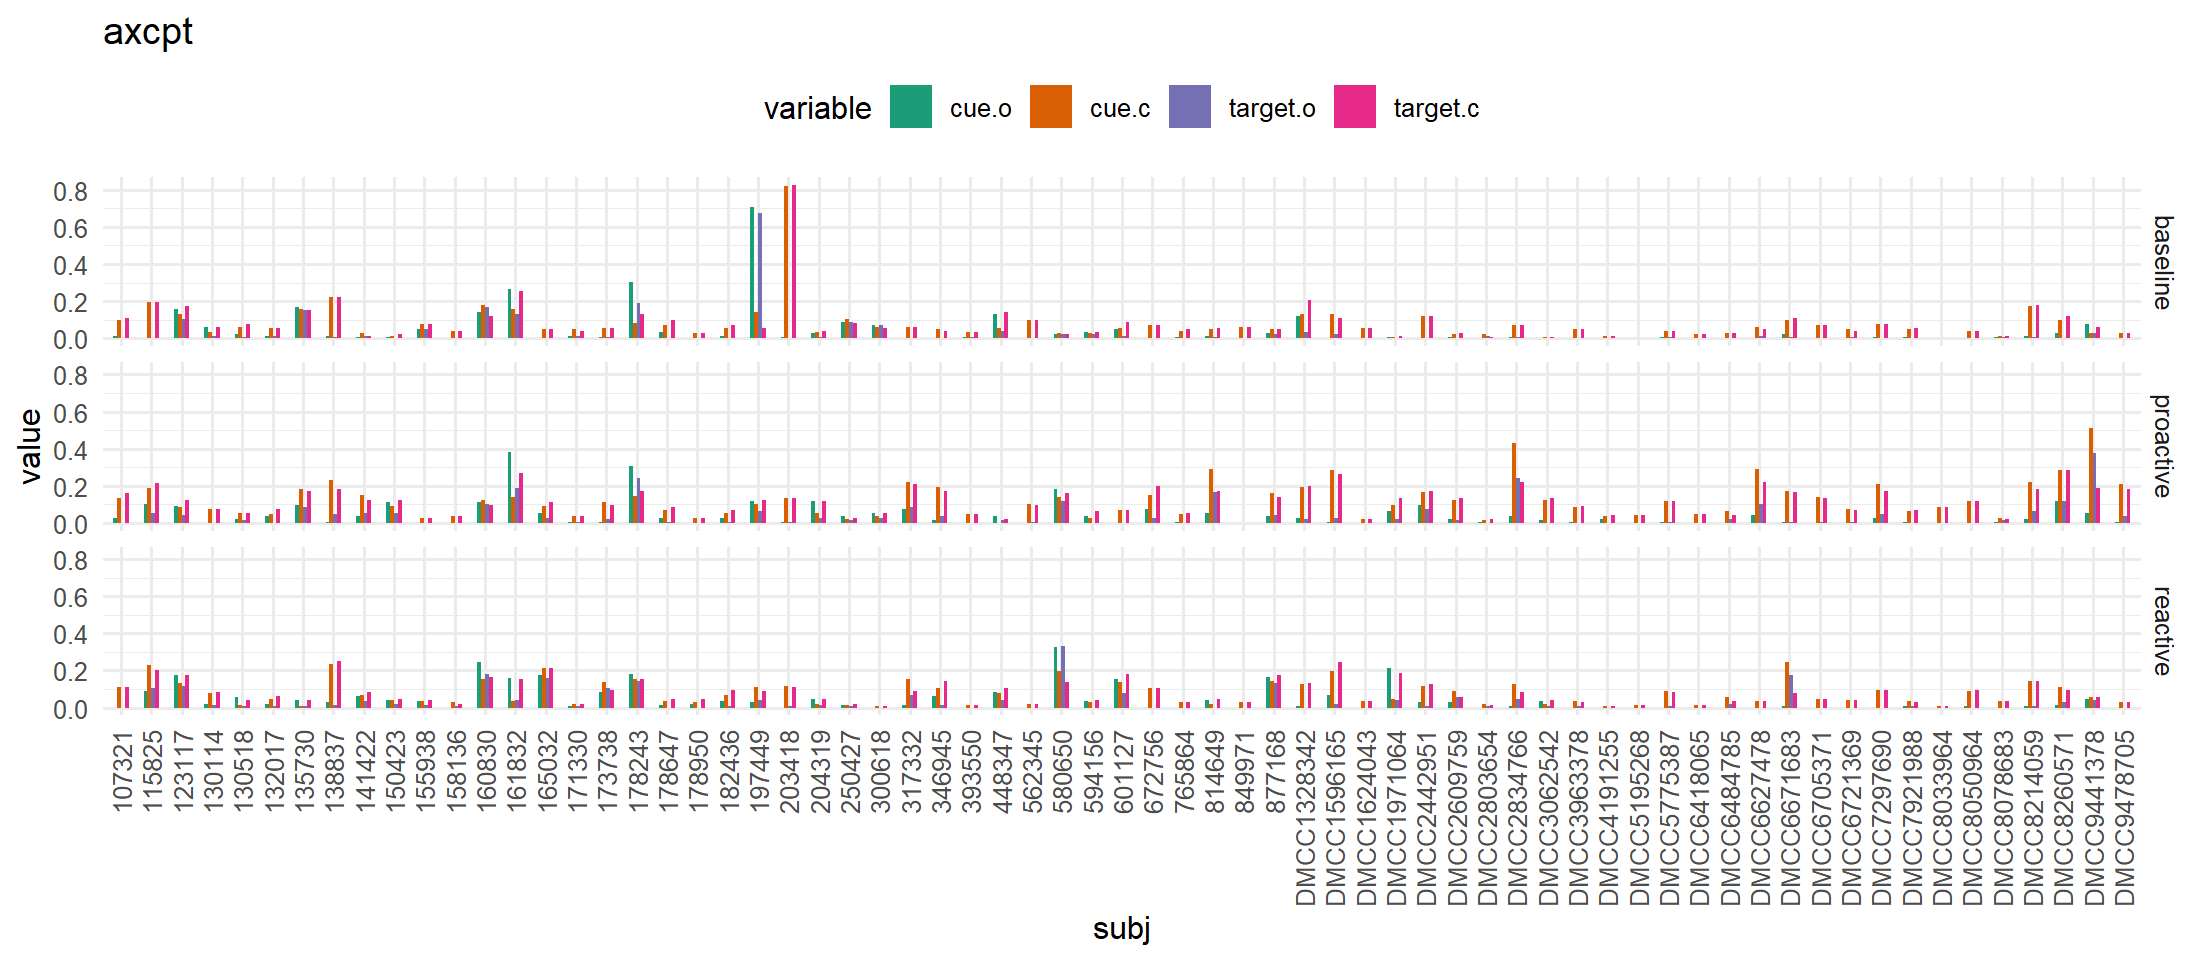 axcpt
variable cue.o cue.c target.o target.c
0.8
0.6
0.4
0.2
0.0
baseline
0.8
0.6
0.4
0.2
0.0
proactive
0.8
0.6
0.4
0.2
0.0
reactive
value
107321
115825
123117
130114
130518
132017
135730
138837
141422
150423
155938
158136
160830
161832
165032
171330
173738
178243
178647
178950
182436
197449
203418
204319
250427
300618
317332
346945
393550
448347
562345
580650
594156
601127
672756
765864
814649
849971
877168
DMCC1328342
DMCC1596165
DMCC1624043
DMCC1971064
DMCC2442951
DMCC2609759
DMCC2803654
DMCC2834766
DMCC3062542
DMCC3963378
DMCC4191255
DMCC5195268
DMCC5775387
DMCC6418065
DMCC6484785
DMCC6627478
DMCC6671683
DMCC6705371
DMCC6721369
DMCC7297690
DMCC7921988
DMCC8033964
DMCC8050964
DMCC8078683
DMCC8214059
DMCC8260571
DMCC9441378
DMCC9478705
subj